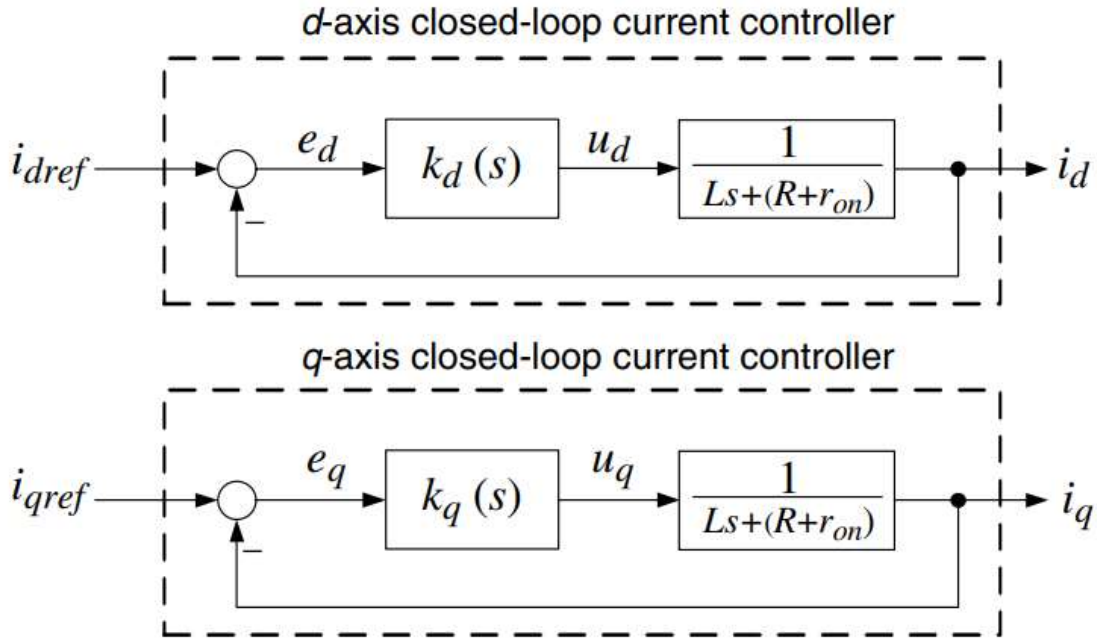 d-axis closed-loop current controller
i_dref e_d k_d (s) u_d 1 i_d
−
Ls+(R+r_on)
q-axis closed-loop current controller
i_qref e_q k_q (s) u_q 1 i_q
−
Ls+(R+r_on)